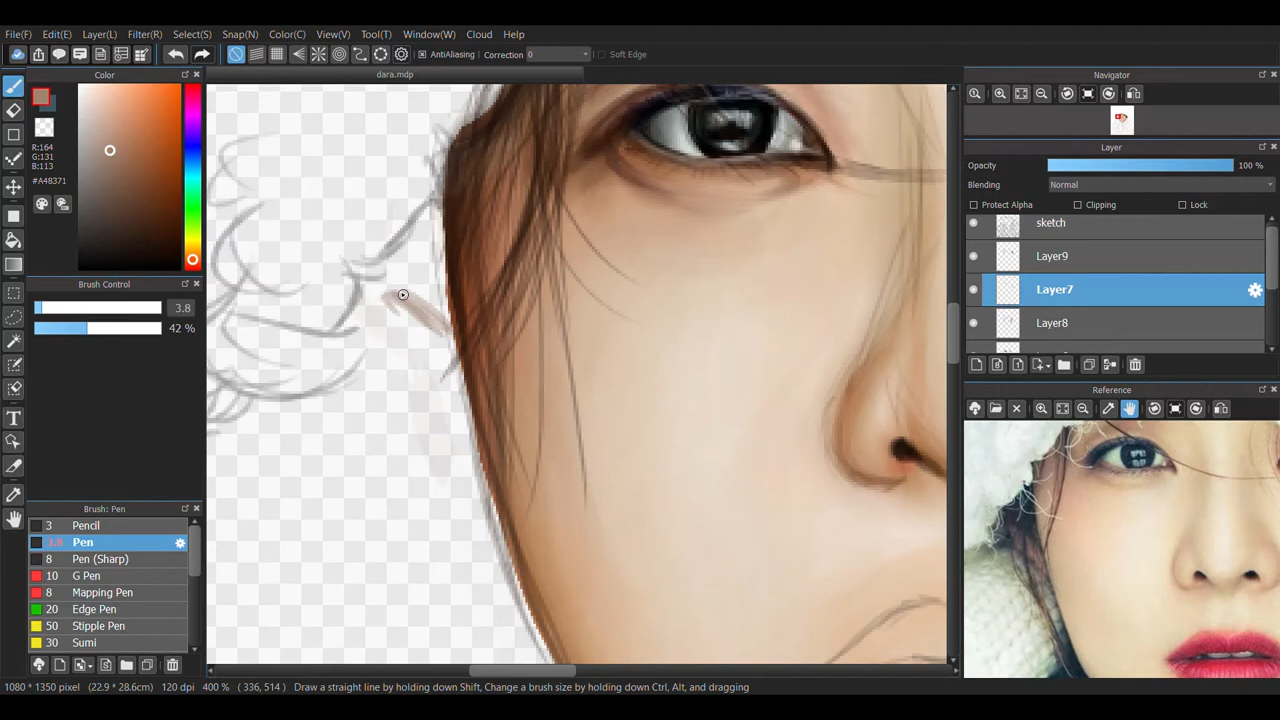 File(F) Edit(E) Layer(L) Filter(R) Select(S) Snap(N) Color(C) View(V) Tool(T) Window(W) Cloud Help
AntiAliasing Correction 0 Soft Edge
Color
dara.mdp
Navigator
R:164
G:131
B:113
#A48371
Layer
Opacity 100 %
Blending Normal
Protect Alpha Clipping Lock
sketch
Layer9
Layer7
Layer8
Brush Control
3.8
42 %
Reference
Brush: Pen
3 Pencil
3.8 Pen
8 Pen (Sharp)
10 G Pen
8 Mapping Pen
20 Edge Pen
50 Stipple Pen
30 Sumi
1080 * 1350 pixel (22.9 * 28.6cm) 120 dpi 400 % ( 336, 514 ) Draw a straight line by holding down Shift, Change a brush size by holding down Ctrl, Alt, and dragging